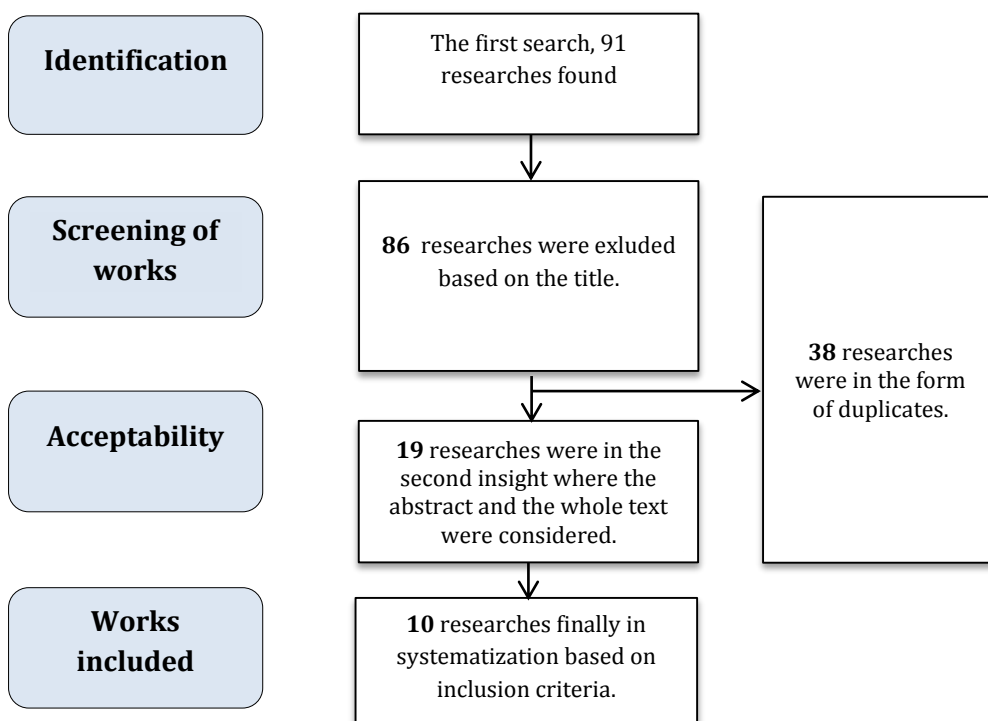 Identification
The first search, 91
researches found
Screening of
works
86 researches were exluded
based on the title.
38 researches
were in the form
of duplicates.
Acceptability
19 researches were in the
second insight where the
abstract and the whole text
were considered.
Works
included
10 researches finally in
systematization based on
inclusion criteria.